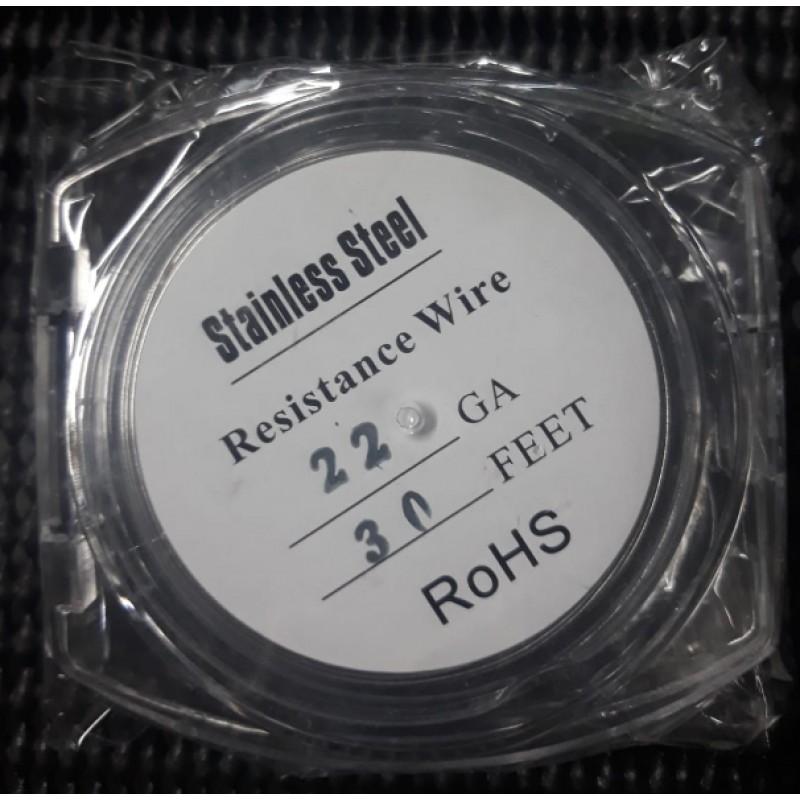 Stainless Steel
Resistance Wire
22 GA
30 FEET
RoHS